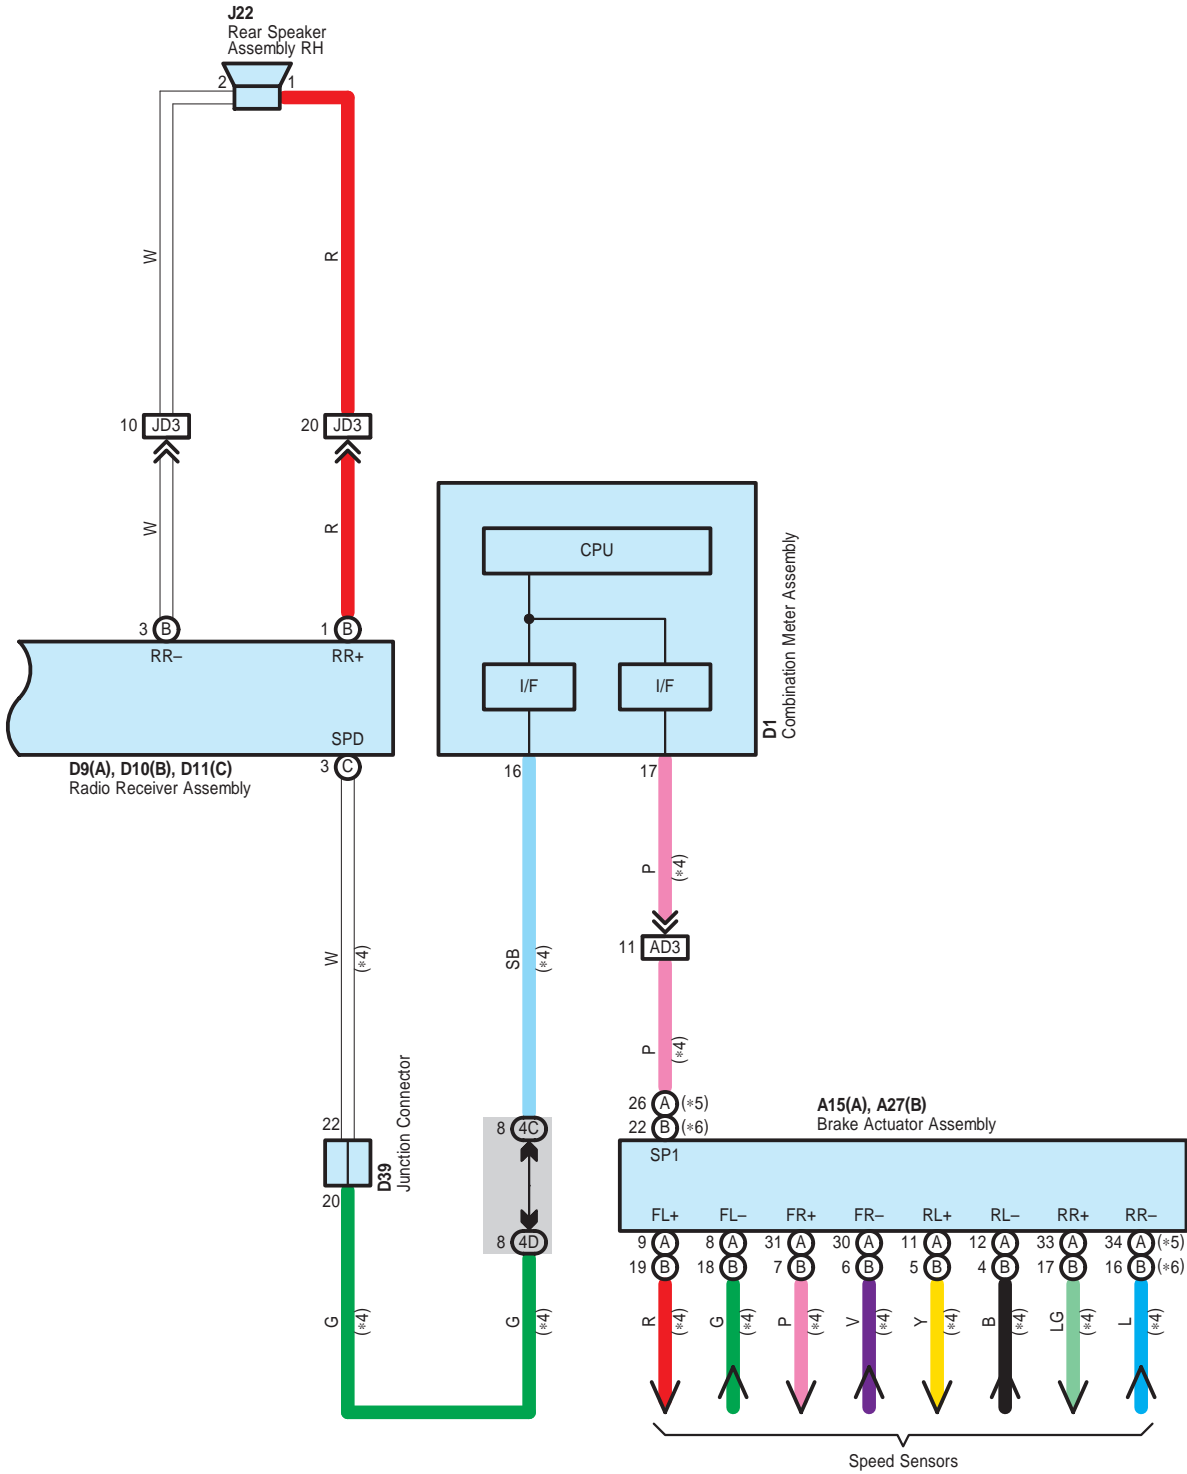 J22
Rear Speaker
Assembly RH
2
1
W
R
10 JD3
20 JD3
W
R
3 B
1 B
RR–
RR+
SPD
D9(A), D10(B), D11(C)
Radio Receiver Assembly
3 C
CPU
I/F
I/F
D1
Combination Meter Assembly
16
17
P
(*4)
11 AD3
W
(*4)
SB
(*4)
P
(*4)
26 A (*5)
22 B (*6)
A15(A), A27(B)
Brake Actuator Assembly
SP1
22
D39
Junction Connector
20
8 4C
8 4D
FL+ FL– FR+ FR– RL+ RL– RR+ RR–
9 A 8 A 31 A 30 A 11 A 12 A 33 A 34 A (*5)
19 B 18 B 7 B 6 B 5 B 4 B 17 B 16 B (*6)
G
(*4)
G
(*4)
R
(*4)
G
(*4)
P
(*4)
V
(*4)
Y
(*4)
B
(*4)
LG
(*4)
L
(*4)
Speed Sensors